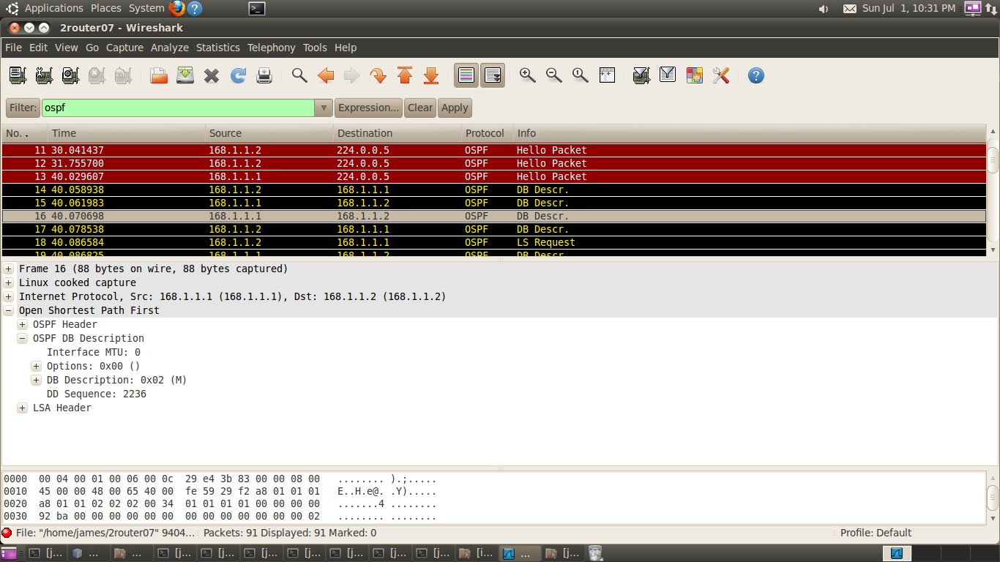 Applications Places System Sun Jul 1, 10:31 PM
2router07 - Wireshark
File Edit View Go Capture Analyze Statistics Telephony Tools Help
Filter: ospf Expression... Clear Apply
No. Time Source Destination Protocol Info
11 30.041437 168.1.1.2 224.0.0.5 OSPF Hello Packet
12 31.755700 168.1.1.2 224.0.0.5 OSPF Hello Packet
13 40.029607 168.1.1.1 224.0.0.5 OSPF Hello Packet
14 40.058938 168.1.1.2 168.1.1.1 OSPF DB Descr.
15 40.061983 168.1.1.1 168.1.1.2 OSPF DB Descr.
16 40.070698 168.1.1.1 168.1.1.2 OSPF DB Descr.
17 40.078538 168.1.1.2 168.1.1.1 OSPF DB Descr.
18 40.086584 168.1.1.2 168.1.1.1 OSPF LS Request
19 40.086825 168.1.1.1 168.1.1.2 OSPF DB Descr.
Frame 16 (88 bytes on wire, 88 bytes captured)
Linux cooked capture
Internet Protocol, Src: 168.1.1.1 (168.1.1.1), Dst: 168.1.1.2 (168.1.1.2)
Open Shortest Path First
OSPF Header
OSPF DB Description
Interface MTU: 0
Options: 0x00 ()
DB Description: 0x02 (M)
DD Sequence: 2236
LSA Header
0000 00 04 00 01 00 06 00 0c 29 e4 3b 83 00 00 08 00 ........ ).;.....
0010 45 00 00 48 00 65 40 00 fe 59 29 f2 a8 01 01 01 E..H.e@. .Y).....
0020 a8 01 01 02 02 02 00 34 01 01 01 01 00 00 00 00 .......4 ........
0030 92 ba 00 00 00 00 00 00 00 00 00 00 00 00 00 02 ........ ........
File: "/home/james/2router07" 9404... Packets: 91 Displayed: 91 Marked: 0 Profile: Default
[j... ... ... [j... [j... [j... [j... [j... [j... [j... [i... ... [j...